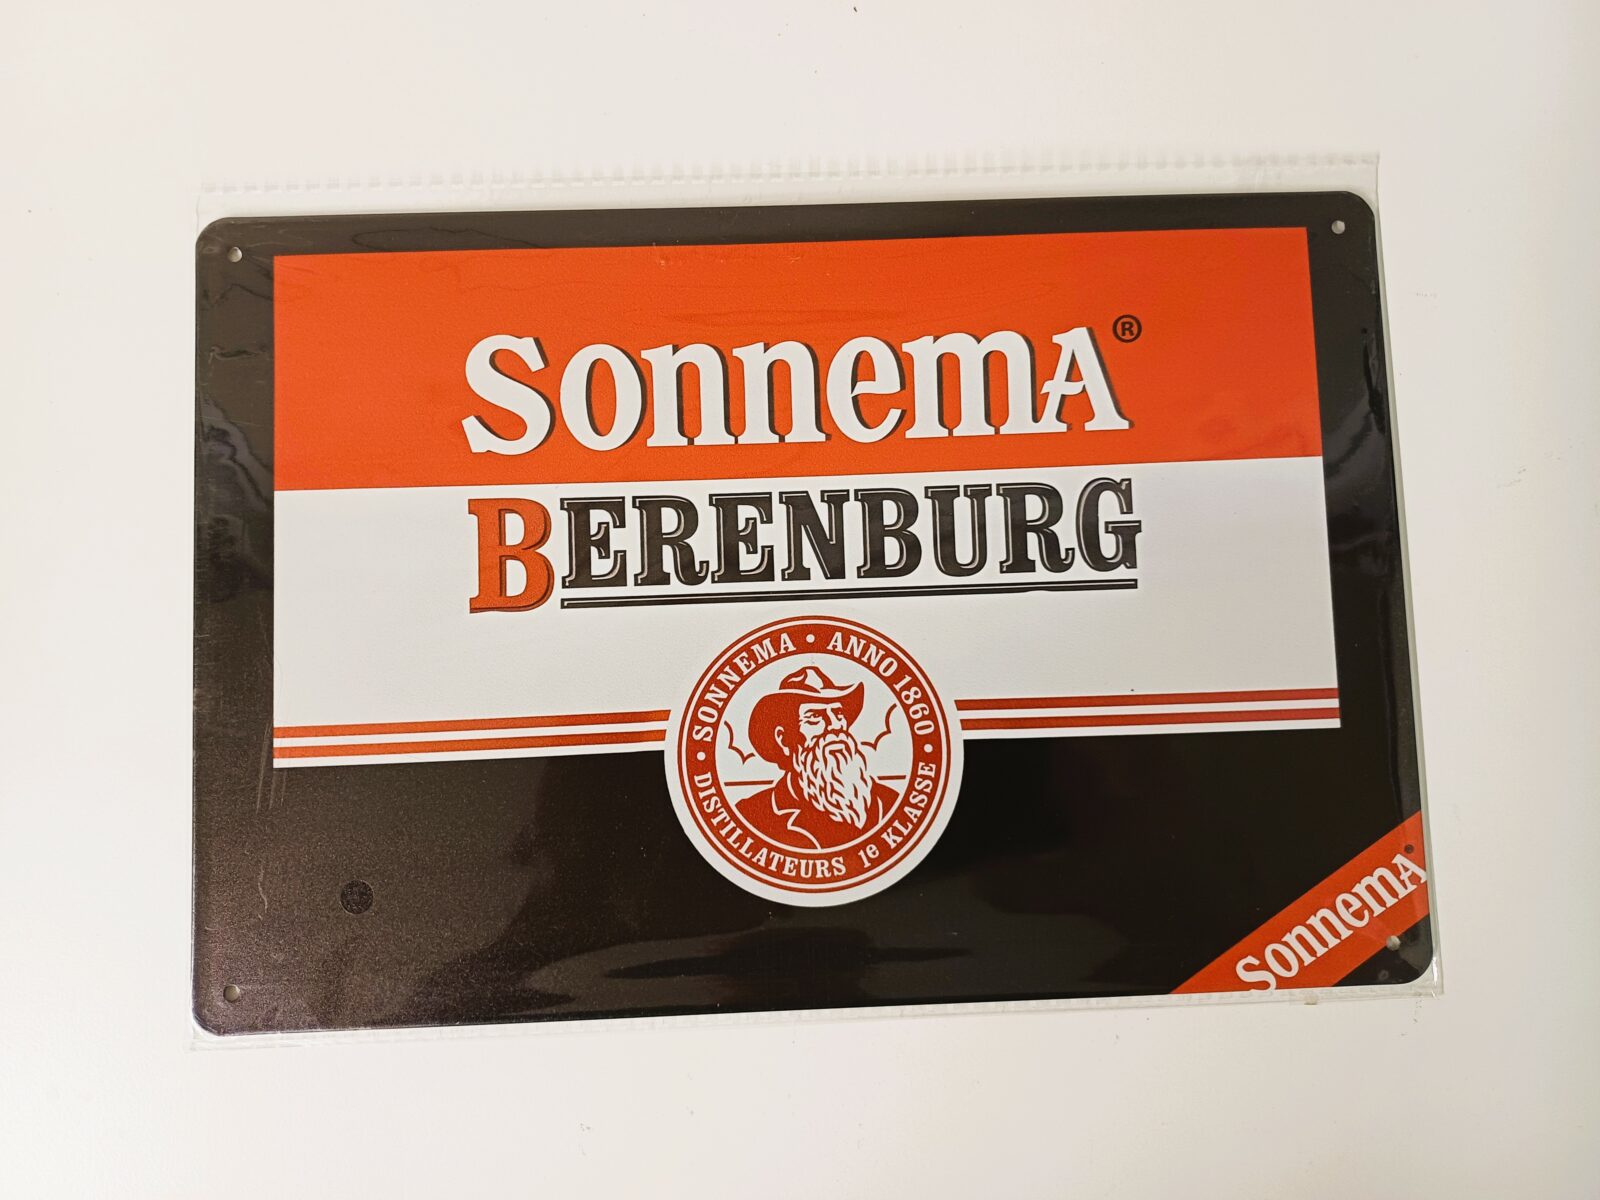 Sonnema®
BERENBURG
SONNEMA • ANNO 1860 •
DISTILLATEURS 1e KLASSE •
Sonnema®